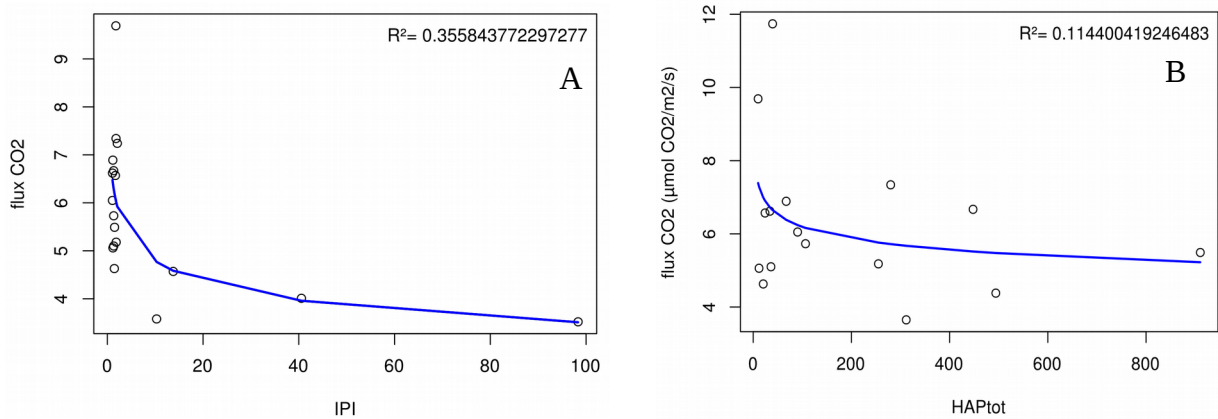 R²= 0.355843772297277
A
flux CO2
9
8
7
6
5
4
0 20 40 60 80 100
IPI
R²= 0.114400419246483
B
flux CO2 (µmol CO2/m2/s)
12
10
8
6
4
0 200 400 600 800
HAPtot